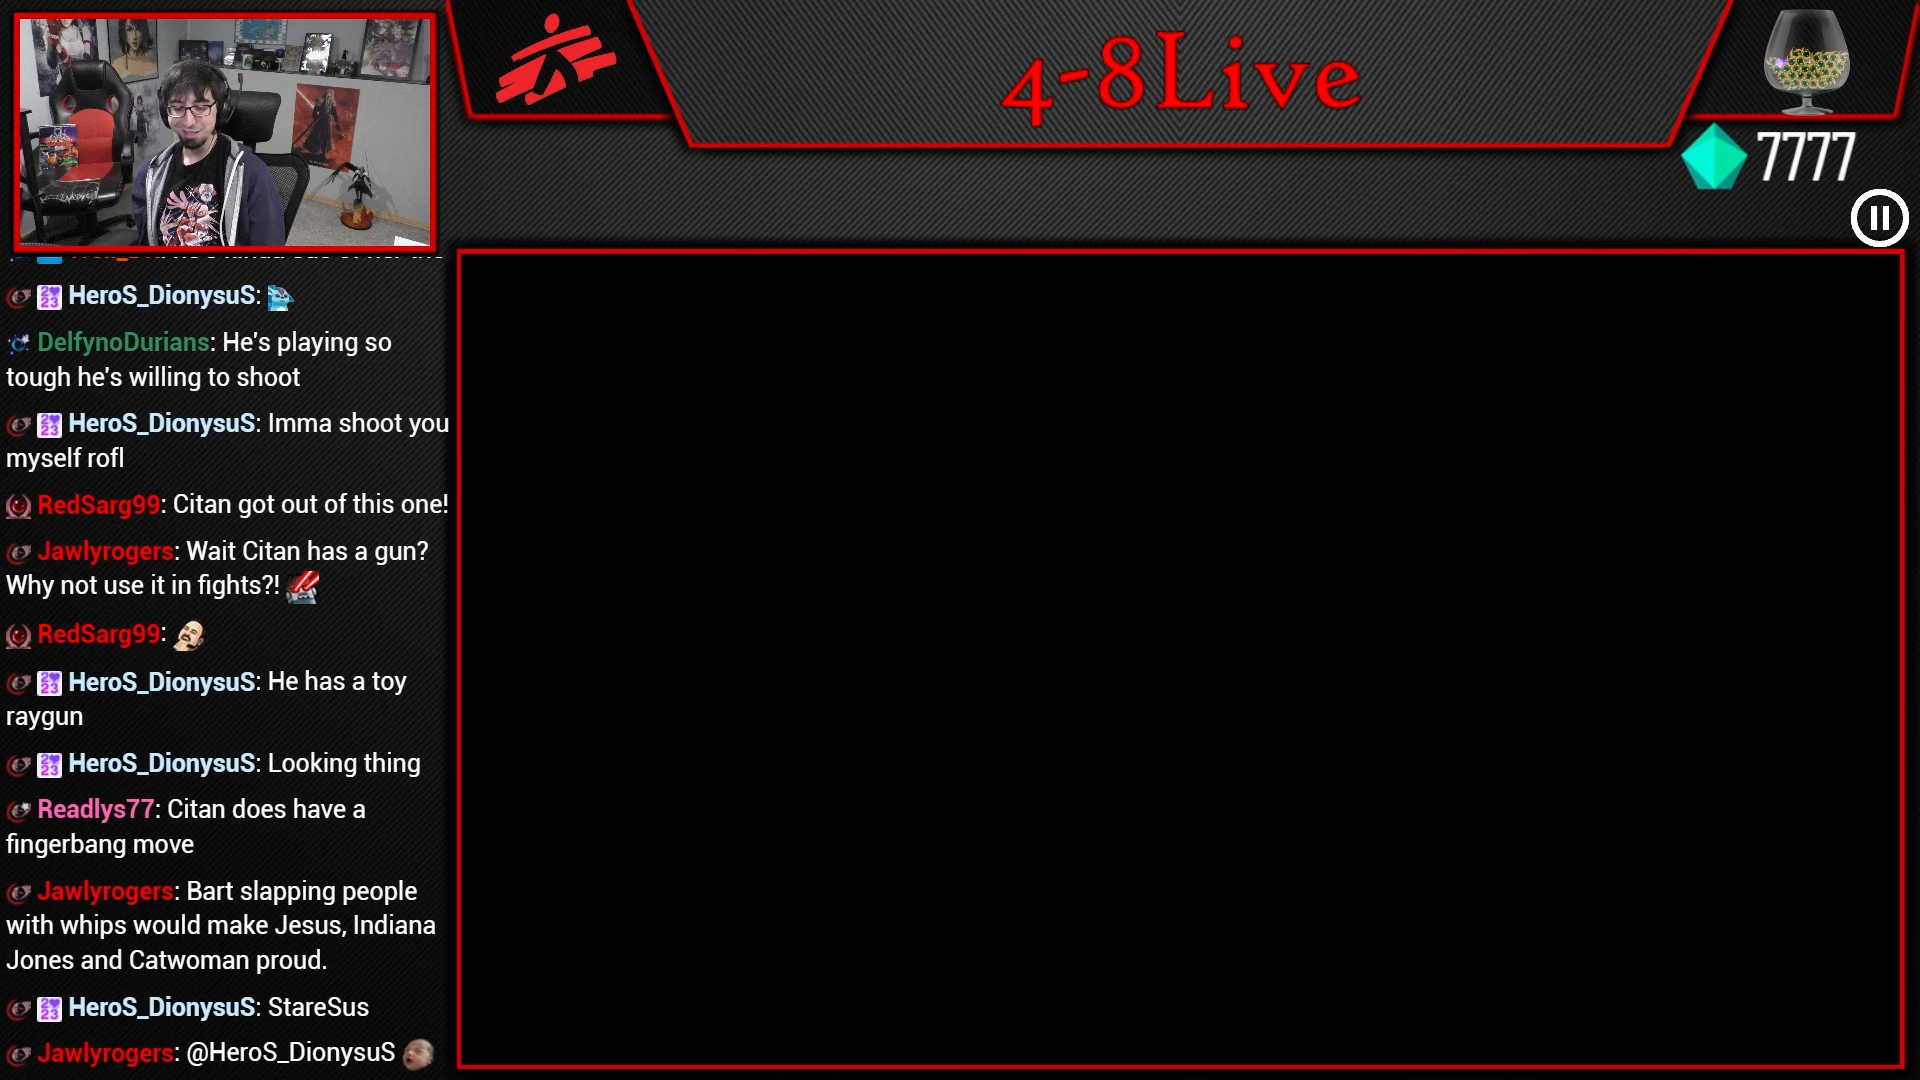 4-8Live
7777
HeroS_DionysuS:
DelfynoDurians: He's playing so
tough he's willing to shoot
HeroS_DionysuS: Imma shoot you
myself rofl
RedSarg99: Citan got out of this one!
Jawlyrogers: Wait Citan has a gun?
Why not use it in fights?!
RedSarg99:
HeroS_DionysuS: He has a toy
raygun
HeroS_DionysuS: Looking thing
Readlys77: Citan does have a
fingerbang move
Jawlyrogers: Bart slapping people
with whips would make Jesus, Indiana
Jones and Catwoman proud.
HeroS_DionysuS: StareSus
Jawlyrogers: @HeroS_DionysuS